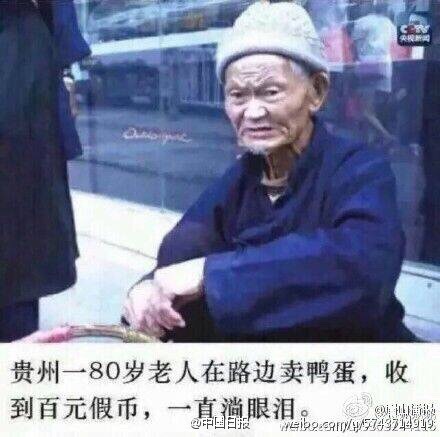 CCTV
央视新闻
贵州一80岁老人在路边卖鸭蛋，收
到百元假币，一直淌眼泪。
@中国日报
weibo.com/u/5743714919